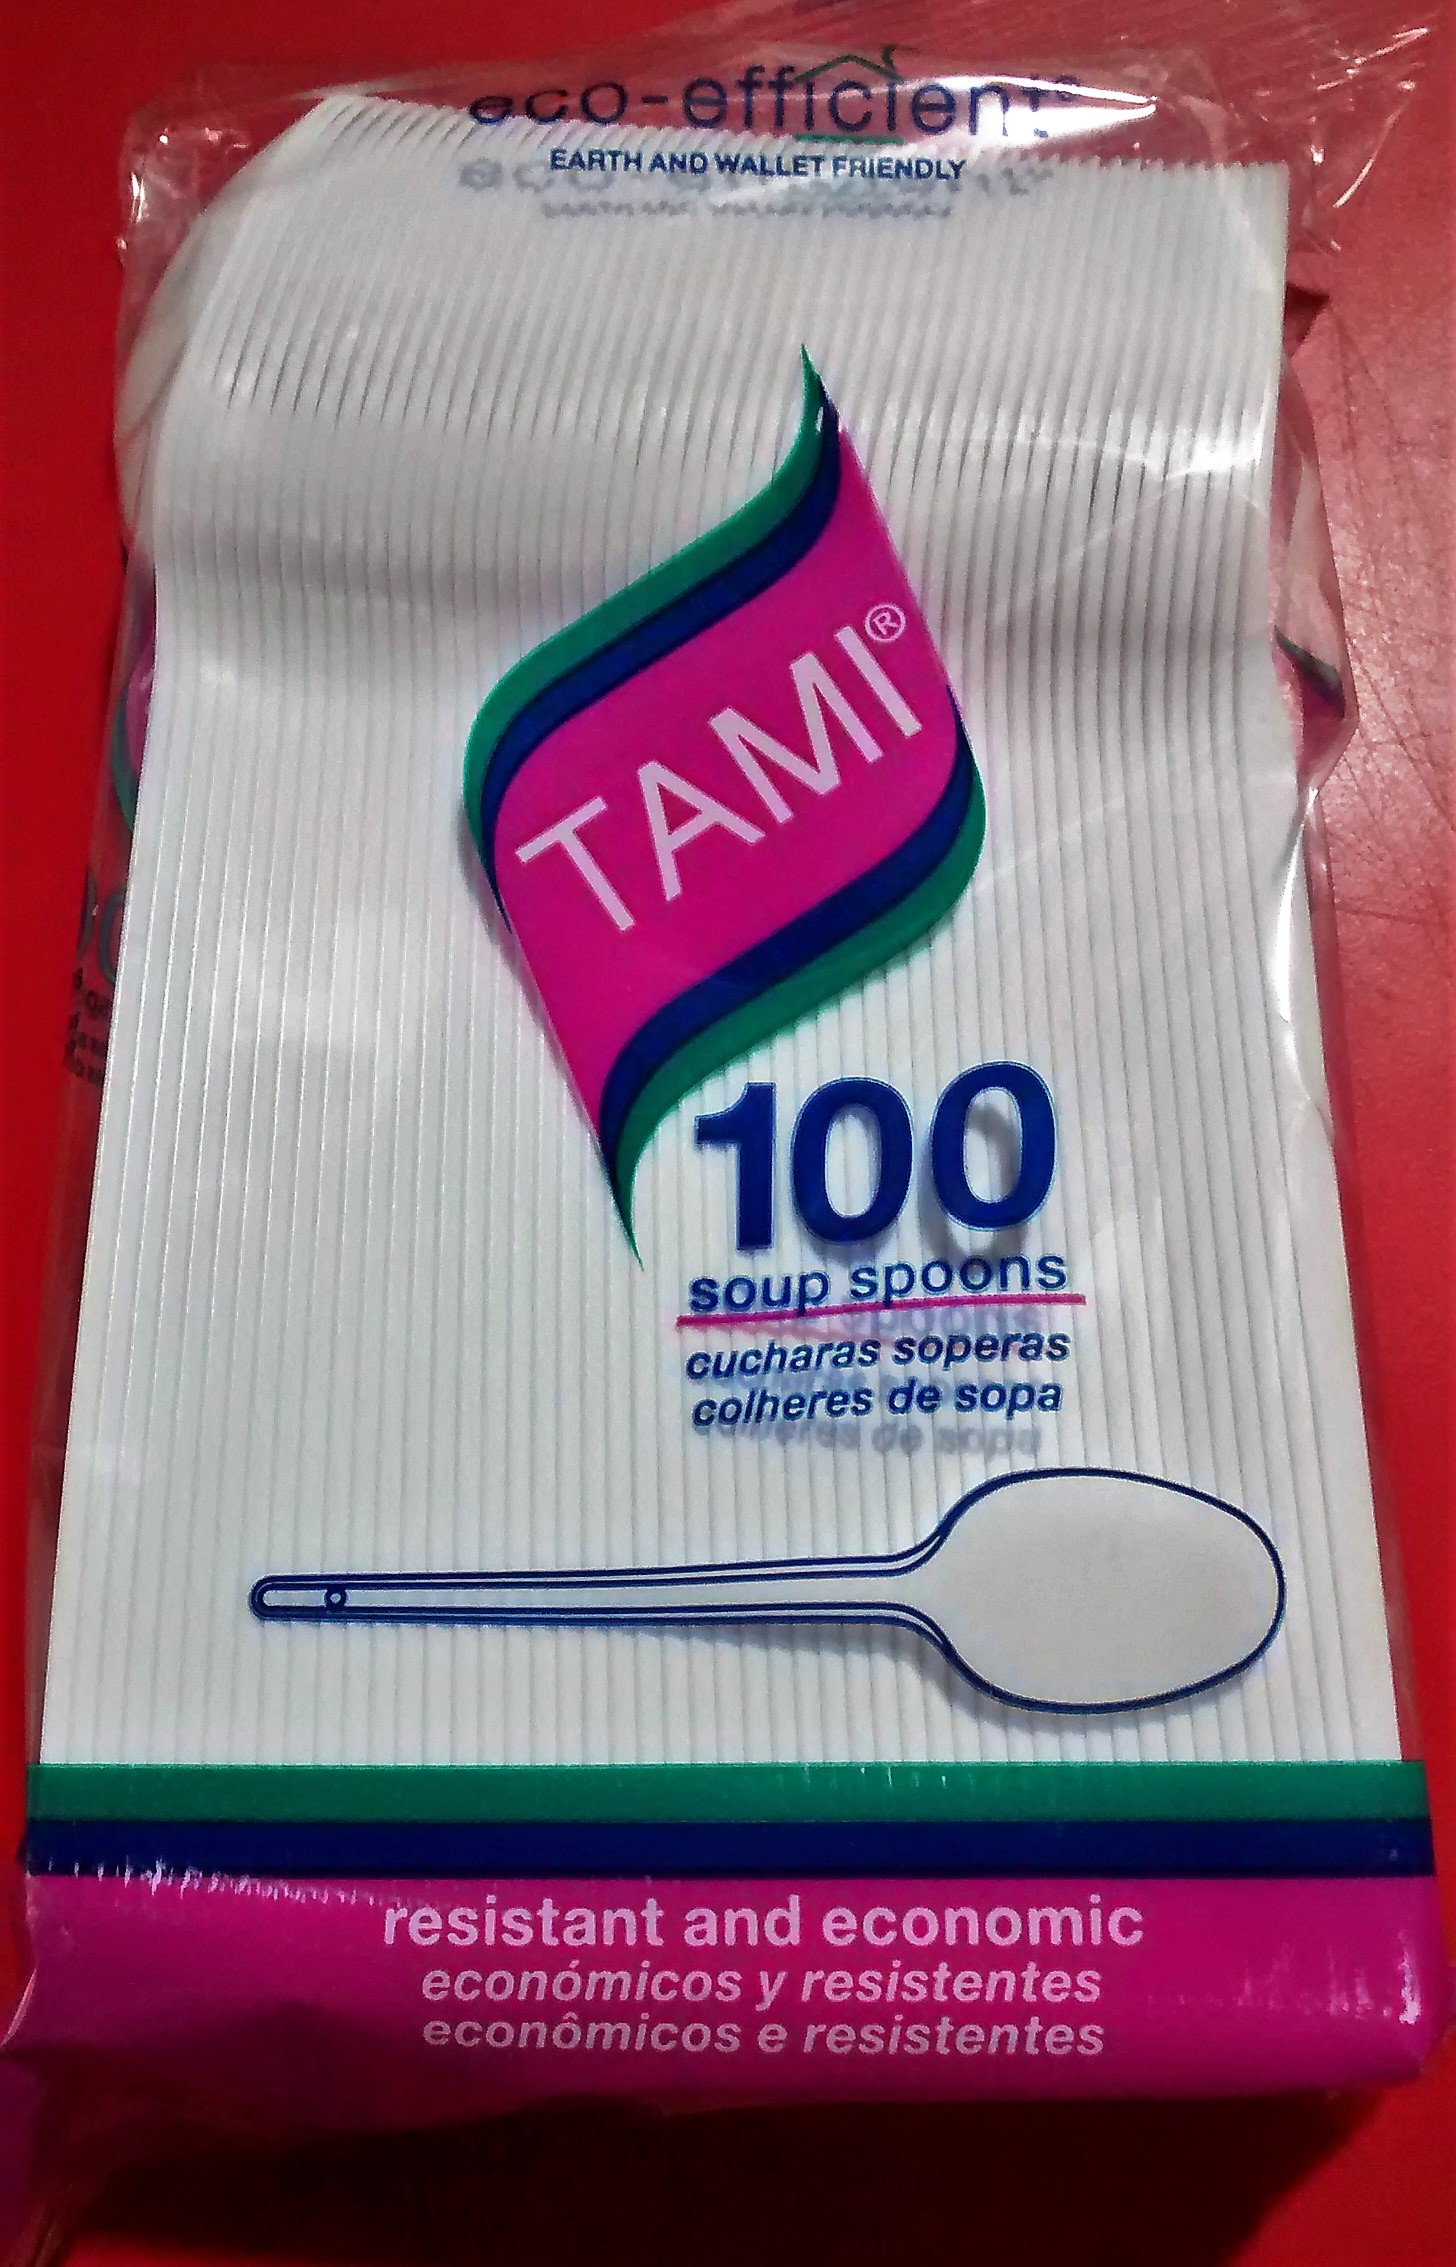 eco-efficient®
EARTH AND WALLET FRIENDLY
TAMI®
100
soup spoons
cucharas soperas
colheres de sopa
resistant and economic
económicos y resistentes
econômicos e resistentes